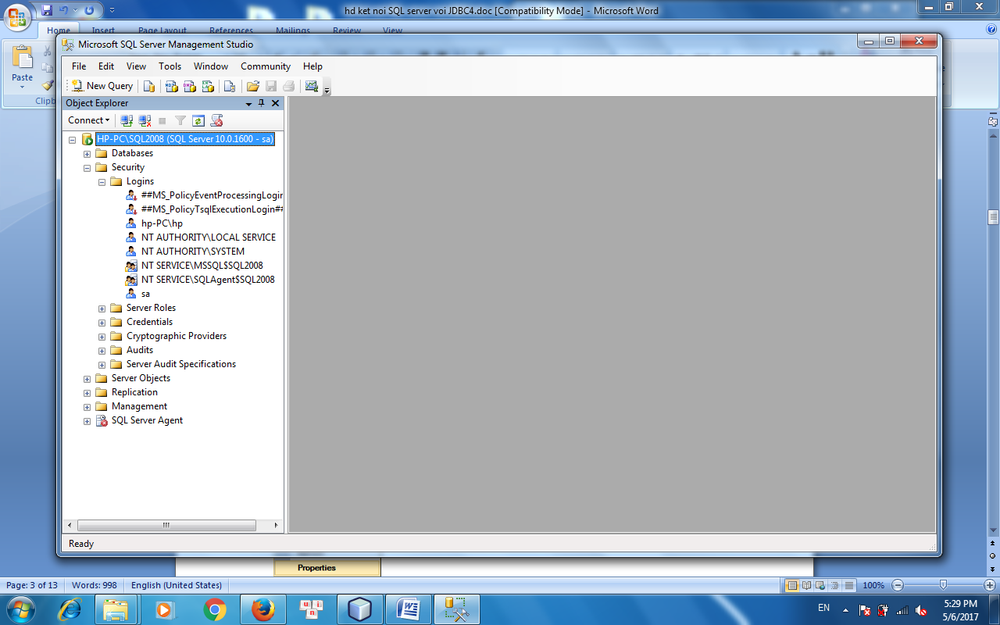 hd ket noi SQL server voi JDBC4.doc [Compatibility Mode] - Microsoft Word
Home Insert Page Layout References Mailings Review View
Paste
Clipb
Microsoft SQL Server Management Studio
File Edit View Tools Window Community Help
New Query
Object Explorer
Connect
HP-PC\SQL2008 (SQL Server 10.0.1600 - sa)
Databases
Security
Logins
##MS_PolicyEventProcessingLogin
##MS_PolicyTsqlExecutionLogin##
hp-PC\hp
NT AUTHORITY\LOCAL SERVICE
NT AUTHORITY\SYSTEM
NT SERVICE\MSSQL$SQL2008
NT SERVICE\SQLAgent$SQL2008
sa
Server Roles
Credentials
Cryptographic Providers
Audits
Server Audit Specifications
Server Objects
Replication
Management
SQL Server Agent
Ready
Properties
Page: 3 of 13 Words: 998 English (United States) 100%
EN 5:29 PM
5/6/2017